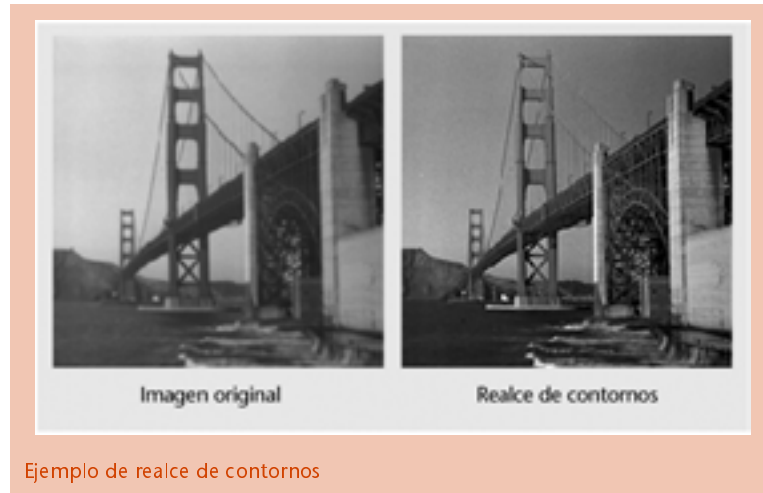 Imagen original
Realce de contornos
Ejemplo de realce de contornos